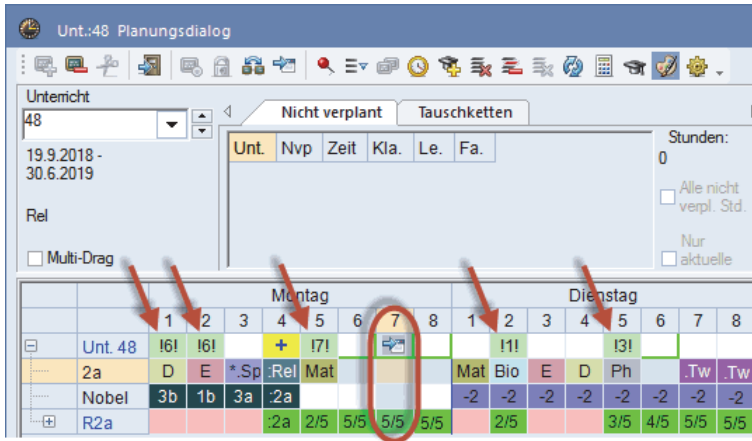 Unt.:48 Planungsdialog
Unterricht
48
19.9.2018 -
30.6.2019
Rel
Multi-Drag
Nicht verplant Tauschketten
Unt. Nvp Zeit Kla. Le. Fa.
Stunden:
0
Alle nicht
verpl. Std.
Nur
aktuelle
Montag Dienstag
1 2 3 4 5 6 7 8 1 2 3 4 5 6 7 8
Unt. 48 !6! !6! + !7! !1! !3!
2a D E *.Sp :Rel Mat Mat Bio E D Ph .Tw .Tw
Nobel 3b 1b 3a :2a -2 -2 -2 -2 -2 -2 -2 -2
R2a :2a 2/5 5/5 5/5 5/5 2/5 3/5 4/5 5/5 5/5